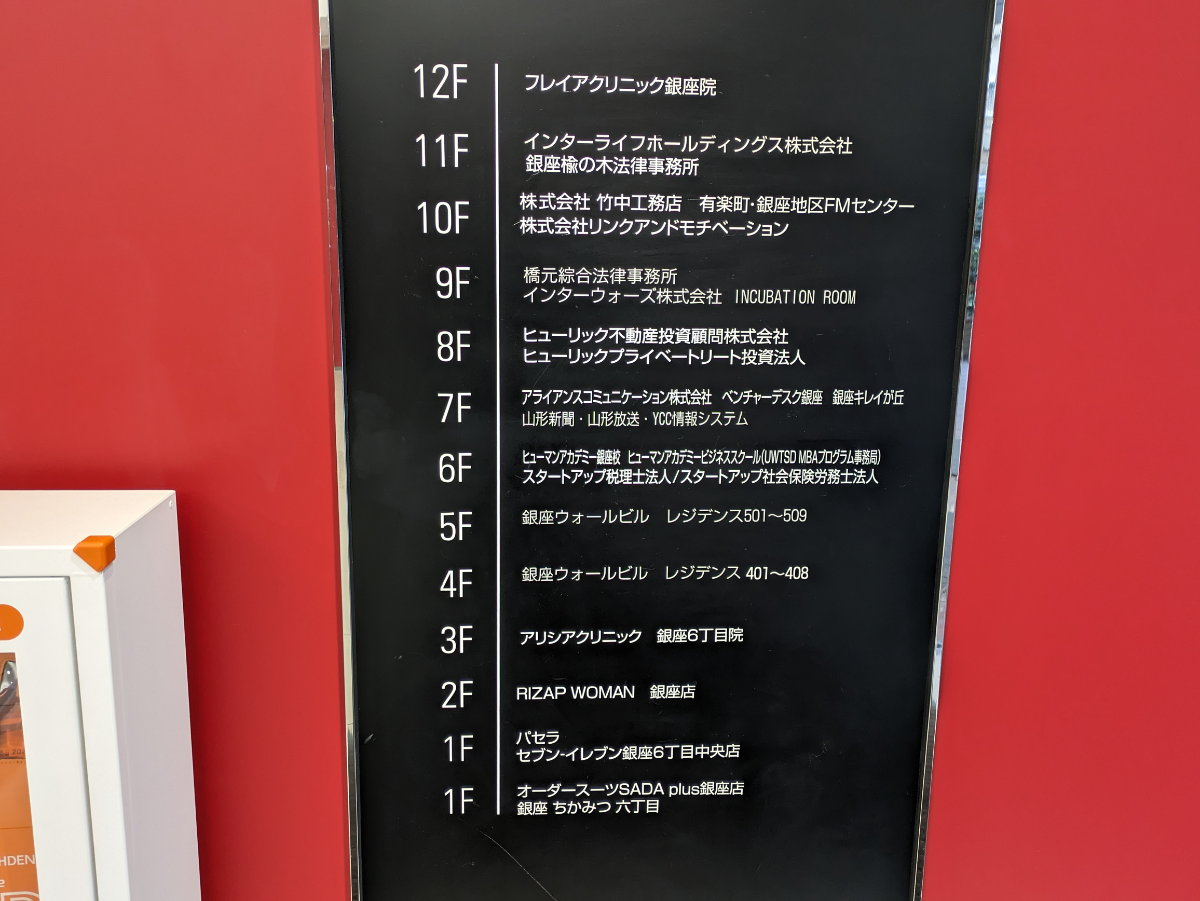 12F フレイアクリニック銀座院
11F インターライフホールディングス株式会社
銀座楡の木法律事務所
10F 株式会社 竹中工務店 有楽町・銀座地区FMセンター
株式会社リンクアンドモチベーション
9F 橋元綜合法律事務所
インターウォーズ株式会社 INCUBATION ROOM
8F ヒューリック不動産投資顧問株式会社
ヒューリックプライベートリート投資法人
7F アライアンスコミュニケーション株式会社 ベンチャーデスク銀座 銀座キレイが丘
山形新聞・山形放送・YCC情報システム
6F ヒューマンアカデミー銀座校 ヒューマンアカデミービジネススクール(UWTSD MBAプログラム事務局)
スタートアップ税理士法人/スタートアップ社会保険労務士法人
5F 銀座ウォールビル レジデンス501～509
4F 銀座ウォールビル レジデンス 401～408
3F アリシアクリニック 銀座6丁目院
2F RIZAP WOMAN 銀座店
1F パセラ
セブン-イレブン銀座6丁目中央店
1F オーダースーツSADA plus銀座店
銀座 ちかみつ 六丁目
HDEN